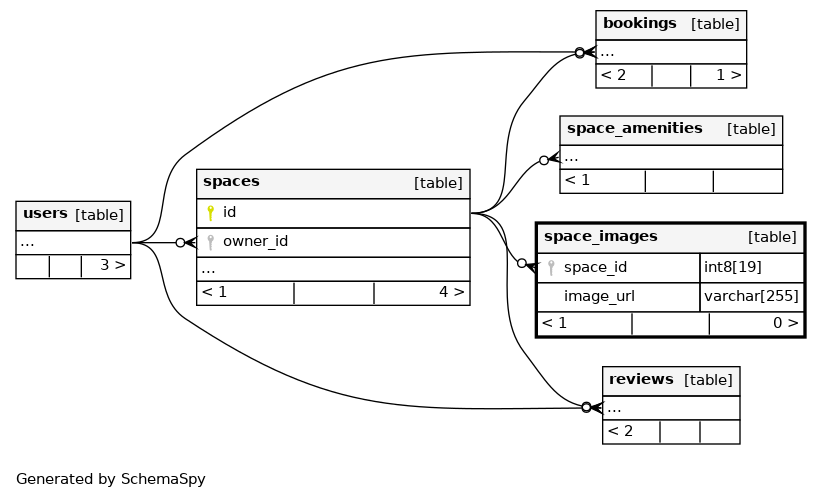 bookings [table]
...
< 2 1 >
space_amenities [table]
...
< 1
spaces [table]
id
owner_id
...
< 1 4 >
users [table]
...
3 >
space_images [table]
space_id int8[19]
image_url varchar[255]
< 1 0 >
reviews [table]
...
< 2
Generated by SchemaSpy